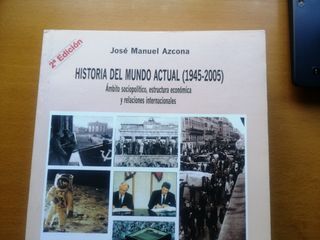 2ª Edición
José Manuel Azcona
HISTORIA DEL MUNDO ACTUAL (1945-2005)
Ámbito sociopolítico, estructura económica
y relaciones internacionales